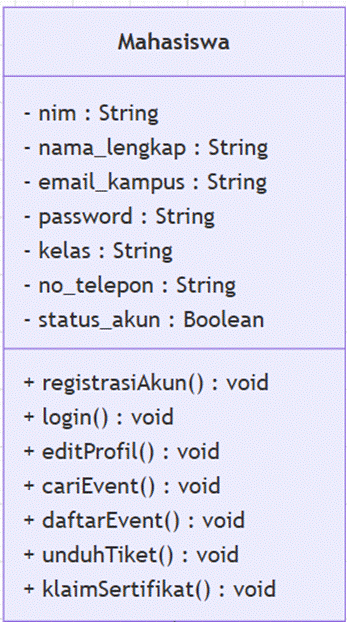 Mahasiswa
- nim : String
- nama_lengkap : String
- email_kampus : String
- password : String
- kelas : String
- no_telepon : String
- status_akun : Boolean
+ registrasiAkun() : void
+ login() : void
+ editProfil() : void
+ cariEvent() : void
+ daftarEvent() : void
+ unduhTiket() : void
+ klaimSertifikat() : void